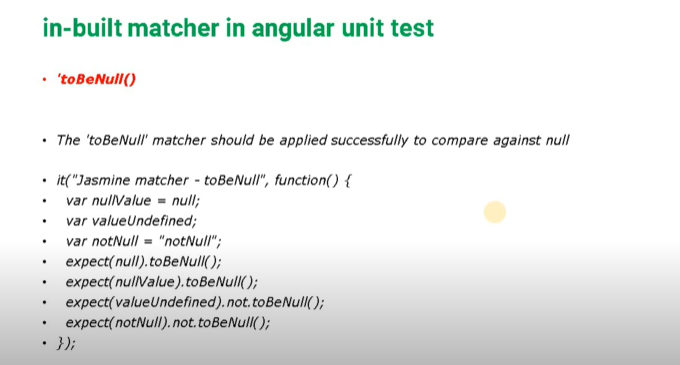 in-built matcher in angular unit test
• 'toBeNull()
• The 'toBeNull' matcher should be applied successfully to compare against null
• it("Jasmine matcher - toBeNull", function() {
• var nullValue = null;
• var valueUndefined;
• var notNull = "notNull";
• expect(null).toBeNull();
• expect(nullValue).toBeNull();
• expect(valueUndefined).not.toBeNull();
• expect(notNull).not.toBeNull();
• });